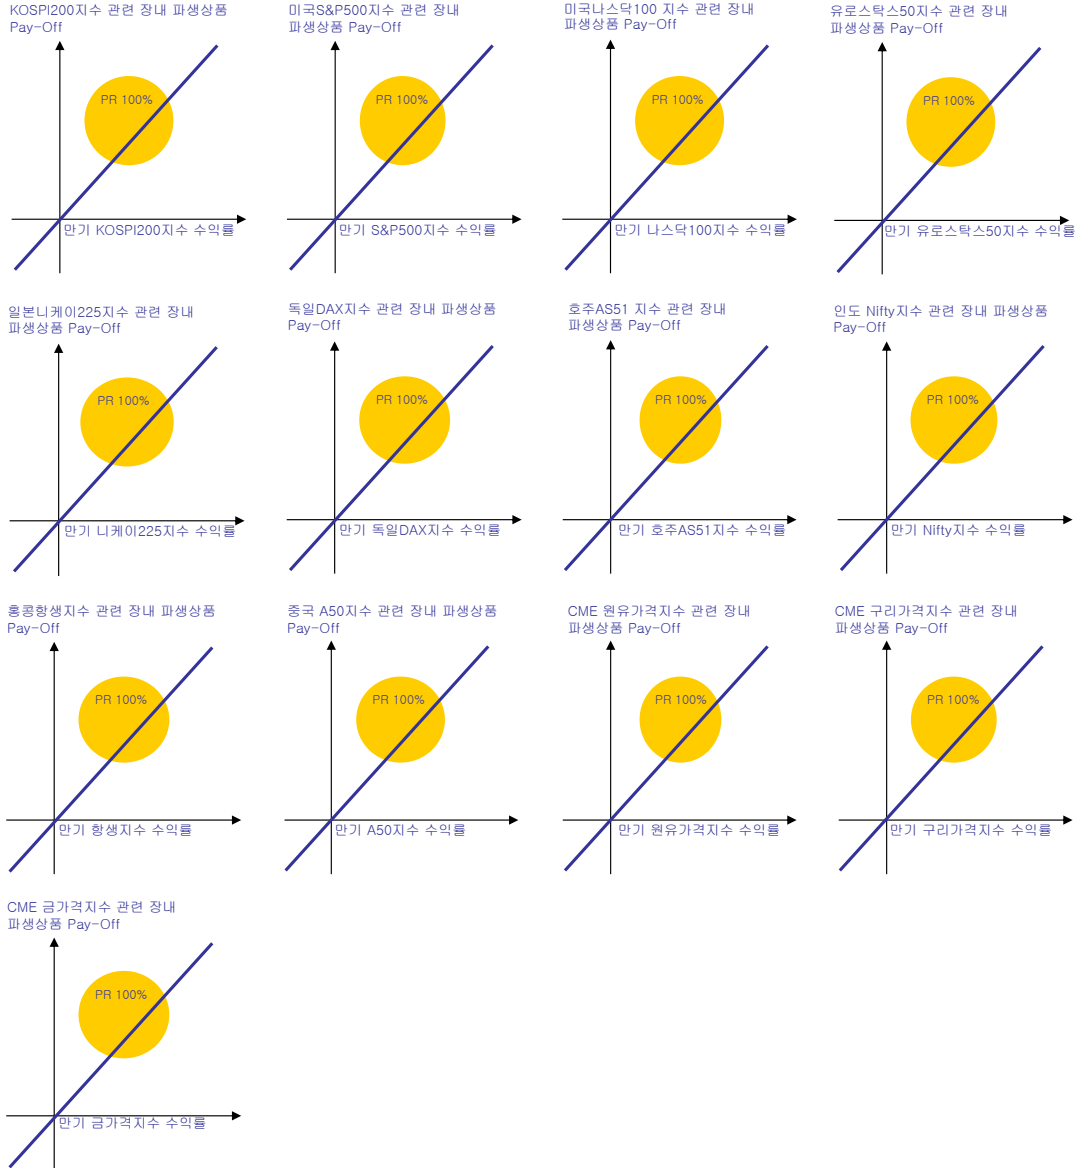 KOSPI200지수 관련 장내 파생상품
Pay-Off
PR 100%
만기 KOSPI200지수 수익률
미국S&P500지수 관련 장내
파생상품 Pay-Off
PR 100%
만기 S&P500지수 수익률
미국나스닥100 지수 관련 장내
파생상품 Pay-Off
PR 100%
만기 나스닥100지수 수익률
유로스탁스50지수 관련 장내
파생상품 Pay-Off
PR 100%
만기 유로스탁스50지수 수익률
일본니케이225지수 관련 장내
파생상품 Pay-Off
PR 100%
만기 니케이225지수 수익률
독일DAX지수 관련 장내 파생상품
Pay-Off
PR 100%
만기 독일DAX지수 수익률
호주AS51 지수 관련 장내
파생상품 Pay-Off
PR 100%
만기 호주AS51지수 수익률
인도 Nifty지수 관련 장내 파생상품
Pay-Off
PR 100%
만기 Nifty지수 수익률
홍콩항생지수 관련 장내 파생상품
Pay-Off
PR 100%
만기 항생지수 수익률
중국 A50지수 관련 장내 파생상품
Pay-Off
PR 100%
만기 A50지수 수익률
CME 원유가격지수 관련 장내
파생상품 Pay-Off
PR 100%
만기 원유가격지수 수익률
CME 구리가격지수 관련 장내
파생상품 Pay-Off
PR 100%
만기 구리가격지수 수익률
CME 금가격지수 관련 장내
파생상품 Pay-Off
PR 100%
만기 금가격지수 수익률